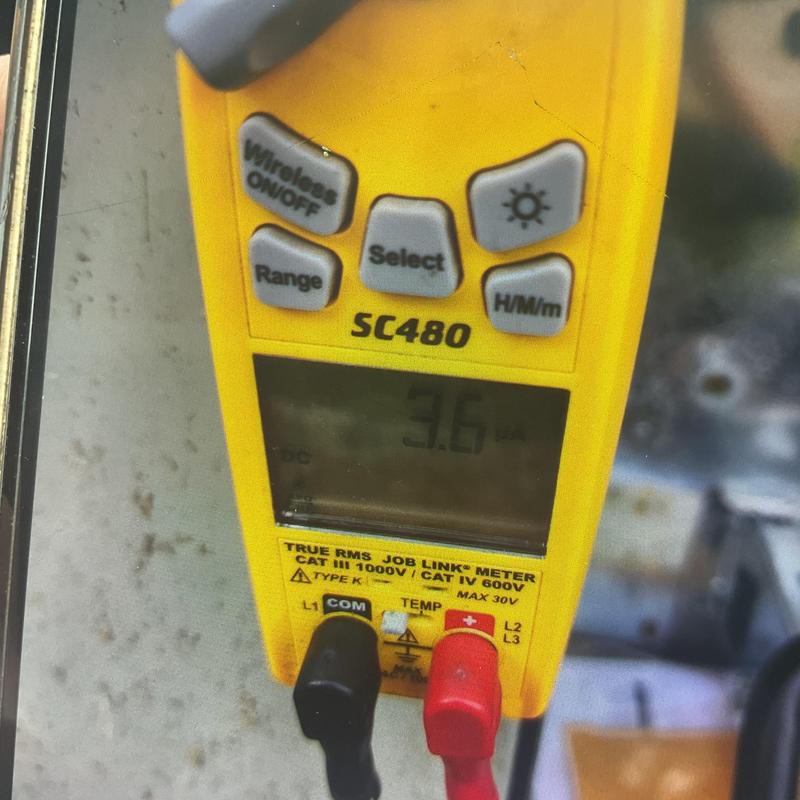 Wireless
ON/OFF
Range
Select
H/M/m
SC480
3.6 µA
DC
TRUE RMS JOB LINK® METER
CAT III 1000V / CAT IV 600V
TYPE K
MAX 30V
L1 COM TEMP + L2
L3
MAX